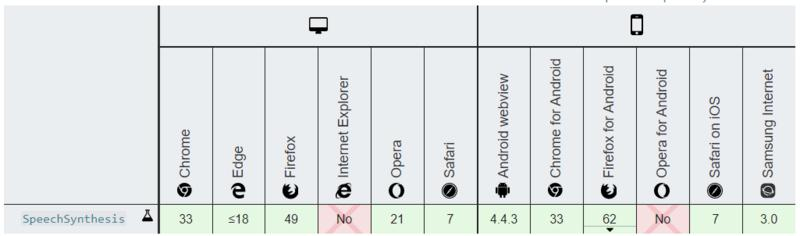 Chrome
Edge
Firefox
Internet Explorer
Opera
Safari
Android webview
Chrome for Android
Firefox for Android
Opera for Android
Safari on iOS
Samsung Internet
SpeechSynthesis 33 ≤18 49 No 21 7 4.4.3 33 62 No 7 3.0